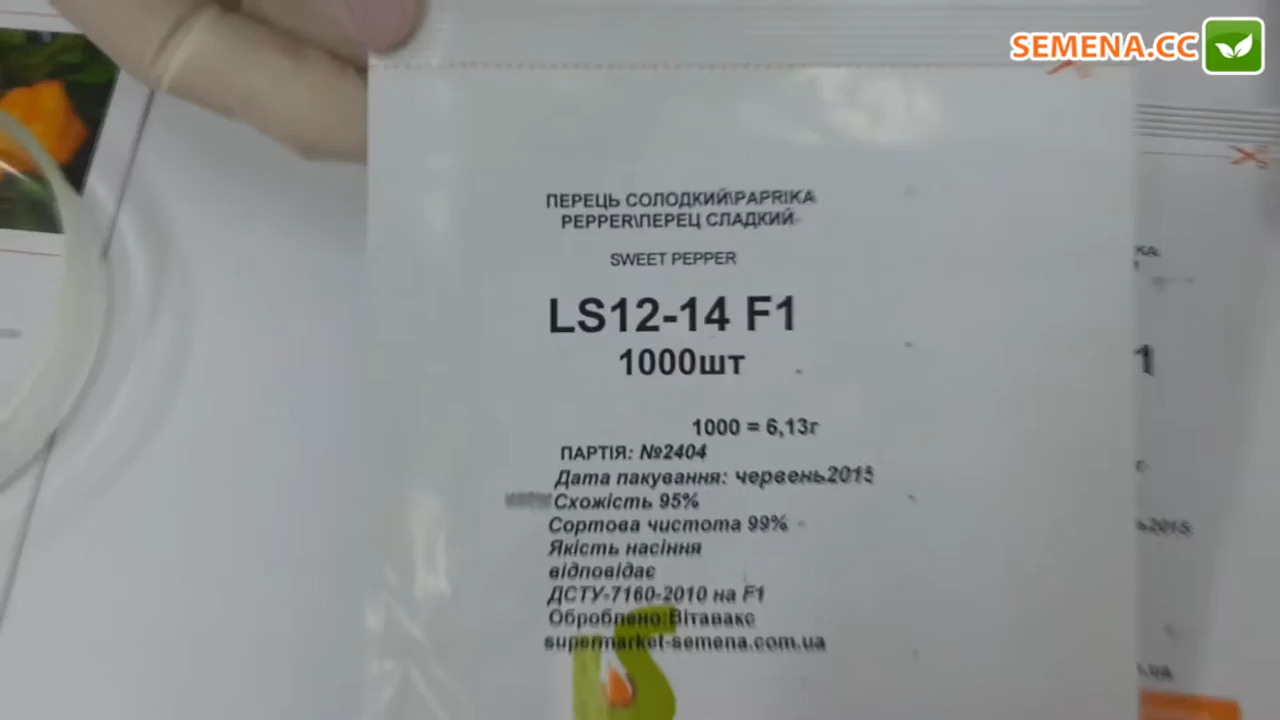 SEMENA.CC
ПЕРЕЦЬ СОЛОДКИЙ\PAPRIKA
PEPPER\ПЕРЕЦ СЛАДКИЙ
SWEET PEPPER
LS12-14 F1
1000шт
1000 = 6,13г
ПАРТІЯ: №2404
Дата пакування: червень2015
Схожість 95%
Сортова чистота 99%
Якість насіння
відповідає
ДСТУ-7160-2010 на F1
Оброблено:Вітавакс
supermarket-semena.com.ua